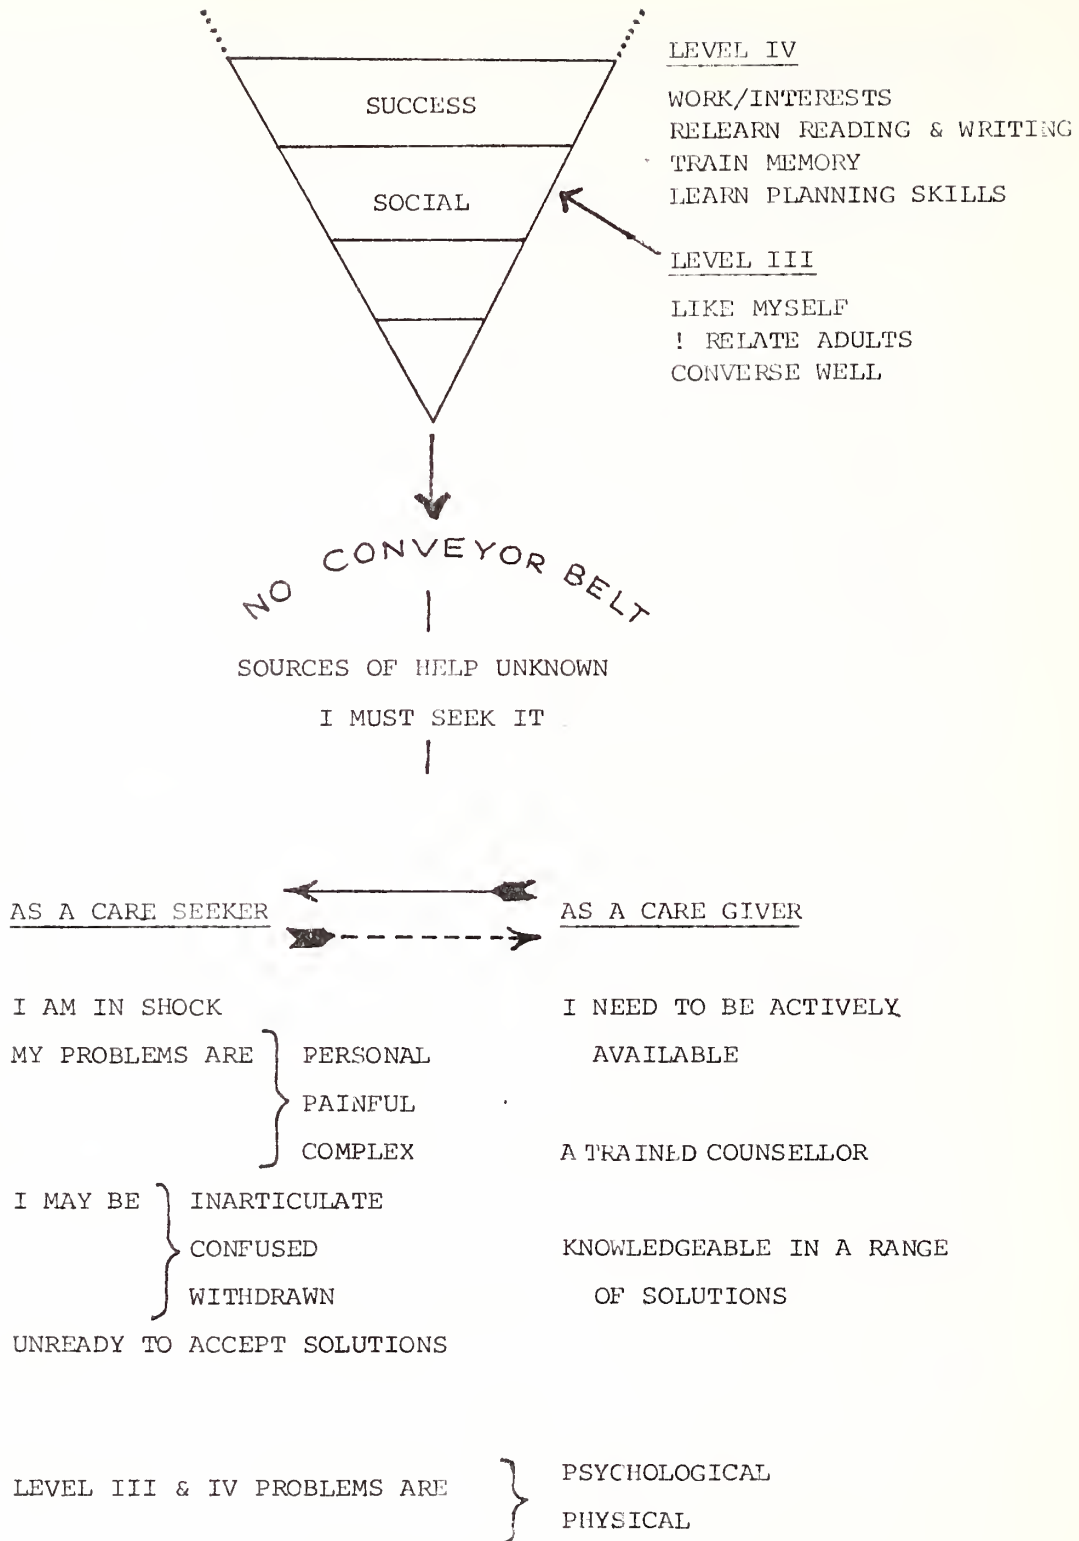 LEVEL IV
SUCCESS
WORK/INTERESTS
RELEARN READING & WRITING
TRAIN MEMORY
LEARN PLANNING SKILLS
SOCIAL
LEVEL III
LIKE MYSELF
! RELATE ADULTS
CONVERSE WELL
NO CONVEYOR BELT
SOURCES OF HELP UNKNOWN
I MUST SEEK IT
AS A CARE SEEKER
I AM IN SHOCK
MY PROBLEMS ARE PERSONAL
PAINFUL
COMPLEX
I MAY BE INARTICULATE
CONFUSED
WITHDRAWN
UNREADY TO ACCEPT SOLUTIONS
AS A CARE GIVER
I NEED TO BE ACTIVELY
AVAILABLE
A TRAINED COUNSELLOR
KNOWLEDGEABLE IN A RANGE
OF SOLUTIONS
LEVEL III & IV PROBLEMS ARE
PSYCHOLOGICAL
PHYSICAL